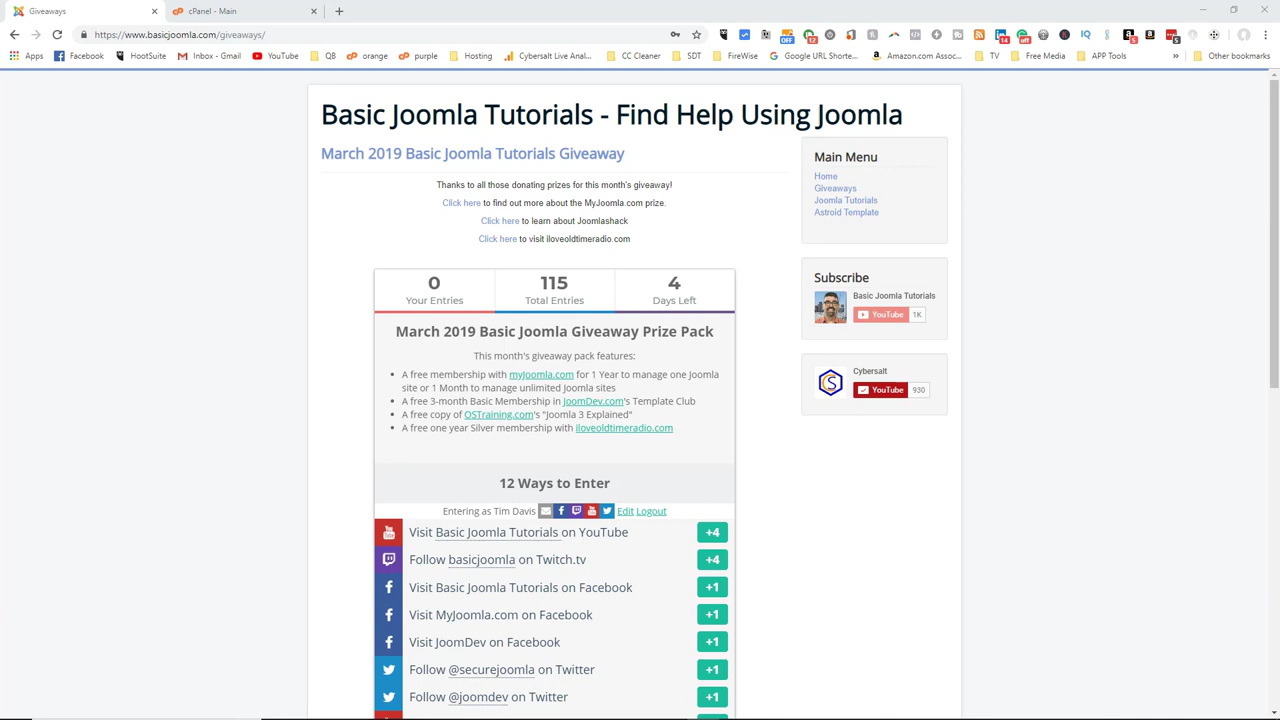 Giveaways
cPanel - Main
https://www.basicjoomla.com/giveaways/
Apps Facebook HootSuite Inbox - Gmail YouTube QB orange purple Hosting Cybersalt Live Anal... CC Cleaner SDT FireWise Google URL Shorte... Amazon.com Assoc... TV Free Media APP Tools » Other bookmarks
Basic Joomla Tutorials - Find Help Using Joomla
March 2019 Basic Joomla Tutorials Giveaway
Thanks to all those donating prizes for this month's giveaway!
Click here to find out more about the MyJoomla.com prize.
Click here to learn about Joomlashack
Click here to visit iloveoldtimeradio.com
0 115 4
Your Entries Total Entries Days Left
March 2019 Basic Joomla Giveaway Prize Pack
This month's giveaway pack features:
• A free membership with myJoomla.com for 1 Year to manage one Joomla
site or 1 Month to manage unlimited Joomla sites
• A free 3-month Basic Membership in JoomDev.com's Template Club
• A free copy of OSTraining.com's "Joomla 3 Explained"
• A free one year Silver membership with iloveoldtimeradio.com
12 Ways to Enter
Entering as Tim Davis Edit Logout
Visit Basic Joomla Tutorials on YouTube +4
Follow basicjoomla on Twitch.tv +4
Visit Basic Joomla Tutorials on Facebook +1
Visit MyJoomla.com on Facebook +1
Visit JoomDev on Facebook +1
Follow @securejoomla on Twitter +1
Follow @joomdev on Twitter +1
Main Menu
Home
Giveaways
Joomla Tutorials
Astroid Template
Subscribe
Basic Joomla Tutorials
YouTube 1K
Cybersalt
YouTube 930